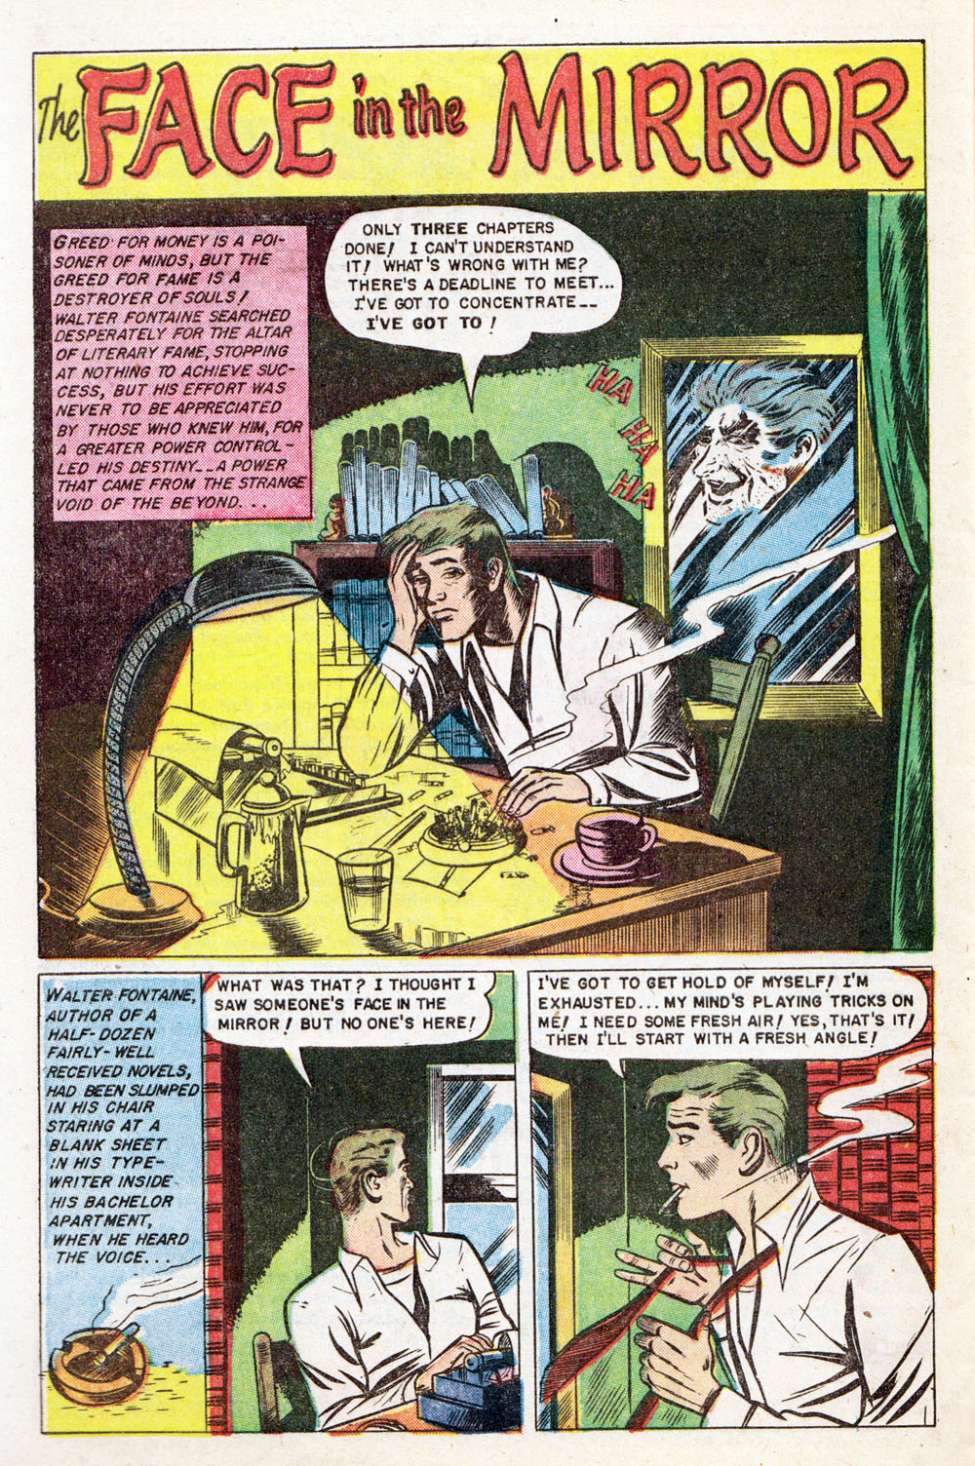 The FACE in the MIRROR
GREED FOR MONEY IS A POI-
SONER OF MINDS, BUT THE
GREED FOR FAME IS A
DESTROYER OF SOULS!
WALTER FONTAINE SEARCHED
DESPERATELY FOR THE ALTAR
OF LITERARY FAME, STOPPING
AT NOTHING TO ACHIEVE SUC-
CESS, BUT HIS EFFORT WAS
NEVER TO BE APPRECIATED
BY THOSE WHO KNEW HIM, FOR
A GREATER POWER CONTROL-
LED HIS DESTINY-- A POWER
THAT CAME FROM THE STRANGE
VOID OF THE BEYOND...
ONLY THREE CHAPTERS
DONE! I CAN'T UNDERSTAND
IT! WHAT'S WRONG WITH ME?
THERE'S A DEADLINE TO MEET...
I'VE GOT TO CONCENTRATE--
I'VE GOT TO!
HA
HA
HA
WALTER FONTAINE,
AUTHOR OF A
HALF-DOZEN
FAIRLY-WELL
RECEIVED NOVELS,
HAD BEEN SLUMPED
IN HIS CHAIR
STARING AT A
BLANK SHEET
IN HIS TYPE-
WRITER INSIDE
HIS BACHELOR
APARTMENT,
WHEN HE HEARD
THE VOICE...
WHAT WAS THAT? I THOUGHT I
SAW SOMEONE'S FACE IN THE
MIRROR! BUT NO ONE'S HERE!
I'VE GOT TO GET HOLD OF MYSELF! I'M
EXHAUSTED... MY MIND'S PLAYING TRICKS ON
ME! I NEED SOME FRESH AIR! YES, THAT'S IT!
THEN I'LL START WITH A FRESH ANGLE!
1